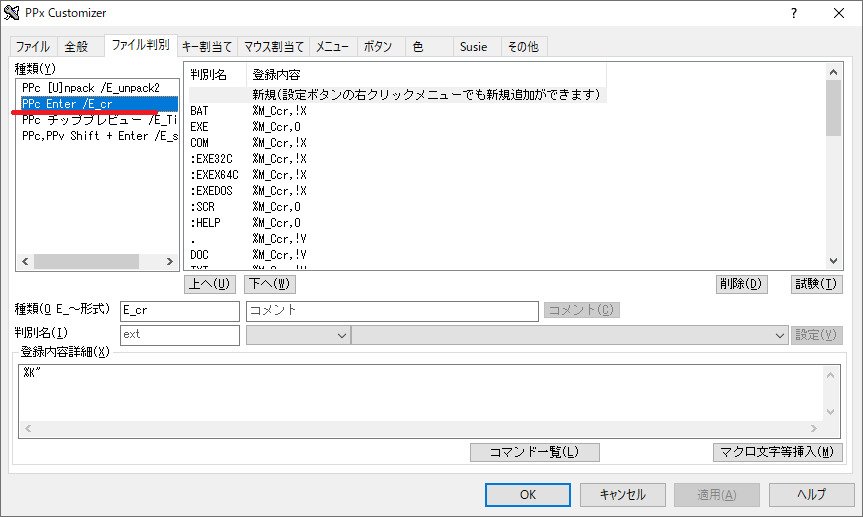 PPx Customizer
?
ファイル 全般 ファイル判別 キー割当て マウス割当て メニュー ボタン 色 Susie その他
種類(Y)
PPc [U]npack /E_unpack2
PPc Enter /E_cr
PPc チッププレビュー /E_Ti
PPc,PPv Shift + Enter /E_s
判別名 登録内容
新規(設定ボタンの右クリックメニューでも新規追加ができます)
BAT %M_Ccr,!X
EXE %M_Ccr,O
COM %M_Ccr,!X
:EXE32C %M_Ccr,!X
:EXEX64C %M_Ccr,!X
:EXEDOS %M_Ccr,!X
:SCR %M_Ccr,O
:HELP %M_Ccr,O
. %M_Ccr,!Y
DOC %M_Ccr,!V
上へ(U) 下へ(W) 削除(D) 試験(T)
種類(Q E_～形式) E_cr コメント コメント(C)
判別名(I) ext 設定(V)
登録内容詳細(X)
%K"
コマンド一覧(L) マクロ文字等挿入(M)
OK キャンセル 適用(A) ヘルプ